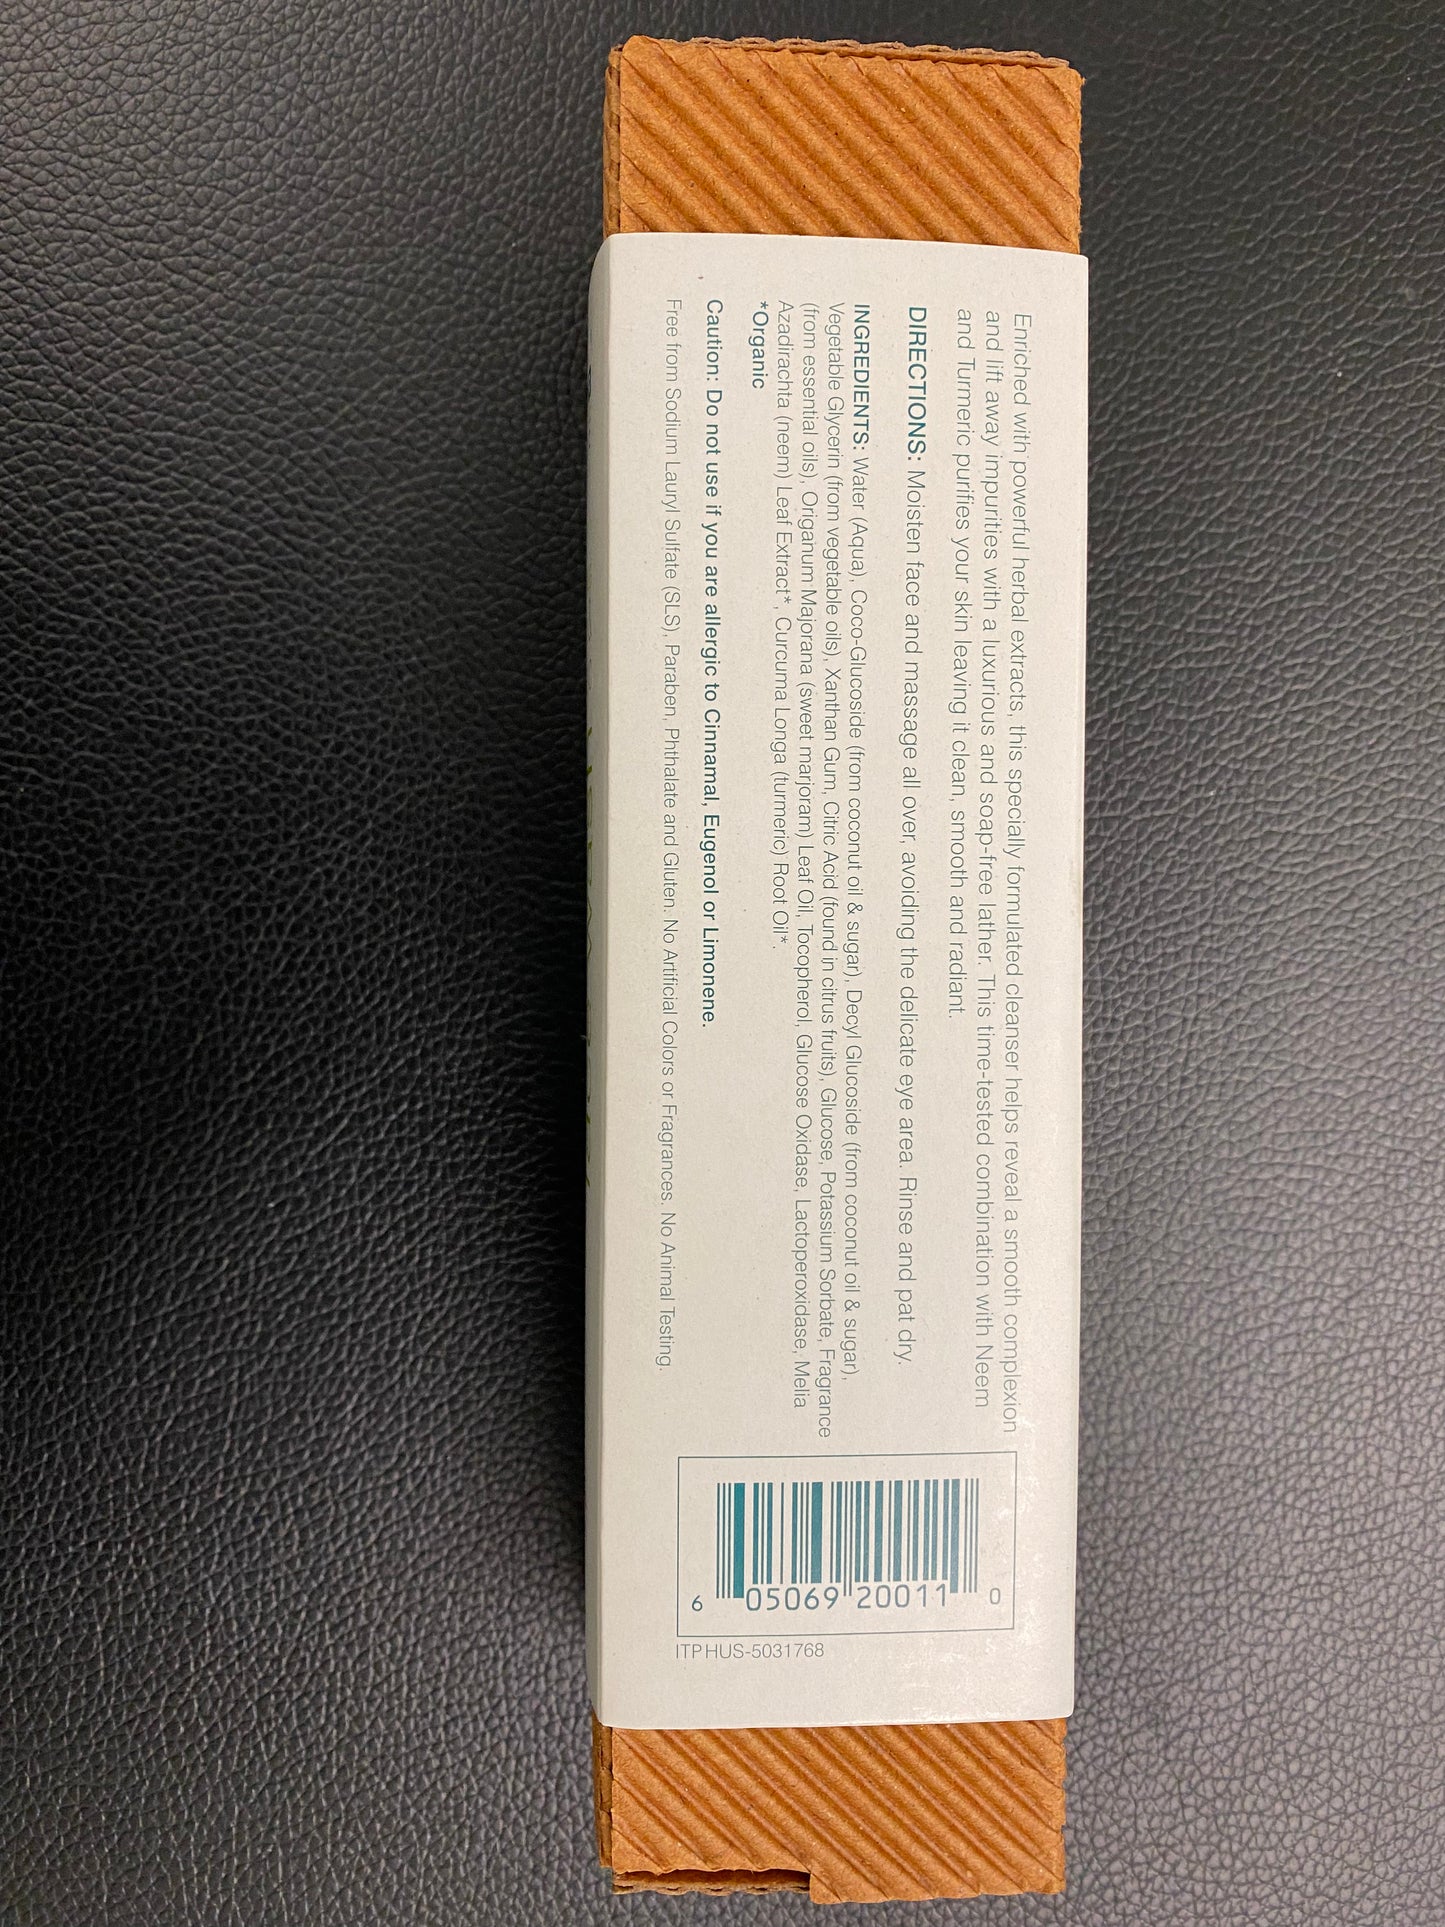 Enriched with powerful herbal extracts, this specially formulated cleanser helps reveal a smooth complexion
and lift away impurities with a luxurious and soap-free lather. This time-tested combination with Neem
and Turmeric purifies your skin leaving it clean, smooth and radiant.
DIRECTIONS: Moisten face and massage all over, avoiding the delicate eye area. Rinse and pat dry.
INGREDIENTS: Water (Aqua), Coco-Glucoside (from coconut oil & sugar), Decyl Glucoside (from coconut oil & sugar),
Vegetable Glycerin (from vegetable oils), Xanthan Gum, Citric Acid (found in citrus fruits), Glucose, Potassium Sorbate, Fragrance
(from essential oils), Origanum Majorana (sweet marjoram) Leaf Oil, Tocopherol, Glucose Oxidase, Lactoperoxidase, Melia
Azadirachta (neem) Leaf Extract*, Curcuma Longa (turmeric) Root Oil*.
*Organic
Caution: Do not use if you are allergic to Cinnamal, Eugenol or Limonene.
Free from Sodium Lauryl Sulfate (SLS), Paraben, Phthalate and Gluten. No Artificial Colors or Fragrances. No Animal Testing.
6 05069 20011 0
ITP HUS-5031768